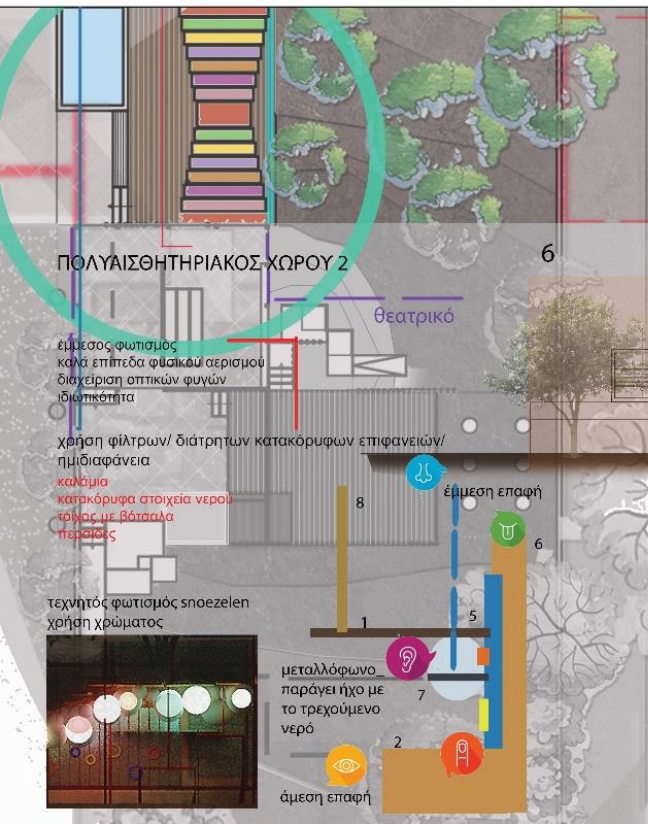 ΠΟΛΥΑΙΣΘΗΤΗΡΙΑΚΟΣ ΧΩΡΟΥ 2
6
θεατρικό
έμμεσος φωτισμος
καλά επίπεδα φυσικού αερισμού
διαχείριση οπτικών φυγών
ιδιωτικότητα
χρήση φίλτρων/ διάτρητων κατακόρυφων επιφανειών/
ημιδιαφάνεια
καλάμια
κατακόρυφα στοιχεία νερού
τοίχος με βότσαλα
περσίδες
έμμεση επαφή
8
6
τεχνητός φωτισμός snoezelen
χρήση χρώματος
1
5
μεταλλόφωνο_
παράγει ήχο με
το τρεχούμενο
νερό
7
2
άμεση επαφή